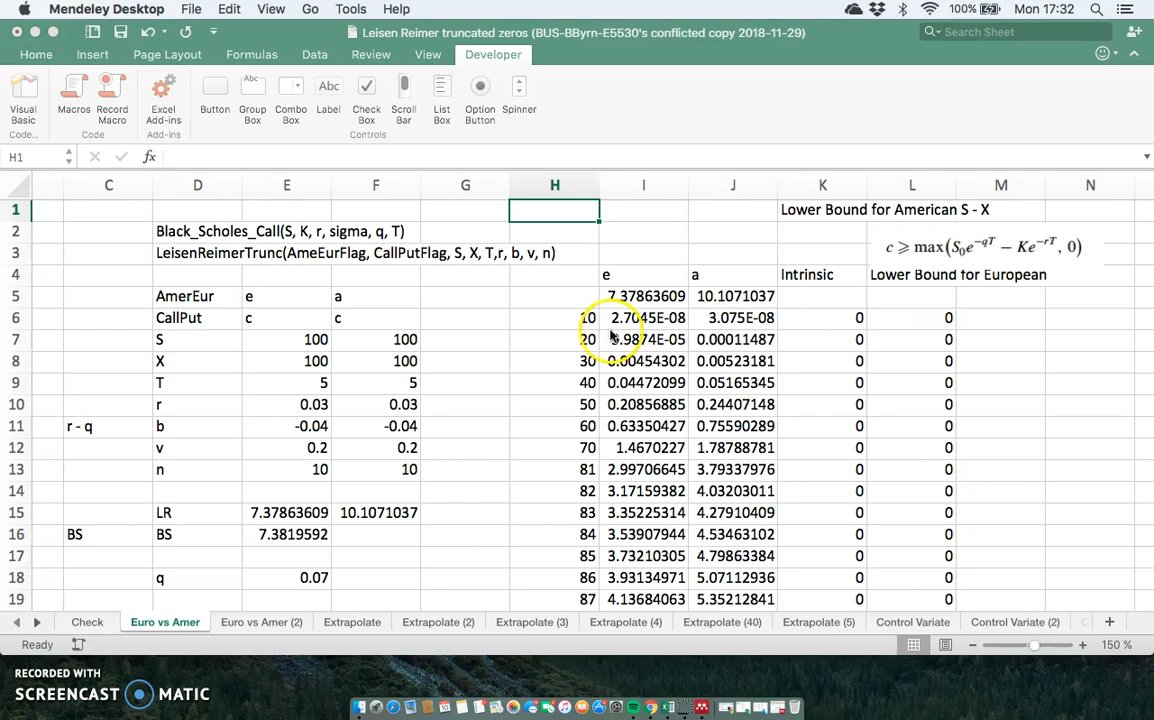 Mendeley Desktop File Edit View Go Tools Help 100% Mon 17:32
Leisen Reimer truncated zeros (BUS-BByrn-E5530's conflicted copy 2018-11-29)
Search Sheet
Home Insert Page Layout Formulas Data Review View Developer
Abc Abc
Visual Basic Macros Record Macro Excel Add-ins Button Group Box Combo Box Label Check Box Scroll Bar List Box Option Button Spinner
Code... Code Add-ins Controls
H1 fx
C D E F G H I J K L M N
1 Lower Bound for American S - X
2 Black_Scholes_Call(S, K, r, sigma, q, T)
c ⩾ max(S₀e^{−qT} − Ke^{−rT}, 0)
3 LeisenReimerTrunc(AmeEurFlag, CallPutFlag, S, X, T,r, b, v, n)
4 e a Intrinsic Lower Bound for European
5 AmerEur e a 7.37863609 10.1071037
6 CallPut c c 10 2.7045E-08 3.075E-08 0 0
7 S 100 100 20 .9874E-05 0.00011487 0 0
8 X 100 100 30 0.00454302 0.00523181 0 0
9 T 5 5 40 0.04472099 0.05165345 0 0
10 r 0.03 0.03 50 0.20856885 0.24407148 0 0
11 r - q b -0.04 -0.04 60 0.63350427 0.75590289 0 0
12 v 0.2 0.2 70 1.4670227 1.78788781 0 0
13 n 10 10 81 2.99706645 3.79337976 0 0
14 82 3.17159382 4.03203011 0 0
15 LR 7.37863609 10.1071037 83 3.35225314 4.27910409 0 0
16 BS BS 7.3819592 84 3.53907944 4.53463102 0 0
17 85 3.73210305 4.79863384 0 0
18 q 0.07 86 3.93134971 5.07112936 0 0
19 87 4.13684063 5.35212841 0 0
Check Euro vs Amer Euro vs Amer (2) Extrapolate Extrapolate (2) Extrapolate (3) Extrapolate (4) Extrapolate (40) Extrapolate (5) Control Variate Control Variate (2)
Ready 150 %
RECORDED WITH
SCREENCAST MATIC